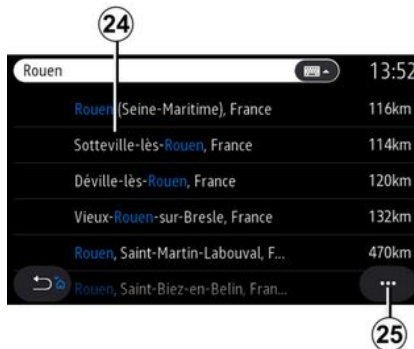 24
Rouen
13:52
Rouen (Seine-Maritime), France 116km
Sotteville-lès-Rouen, France 114km
Déville-lès-Rouen, France 120km
Vieux-Rouen-sur-Bresle, France 132km
Rouen, Saint-Martin-Labouval, F... 470km
Rouen, Saint-Biez-en-Belin, Fran...
...
25